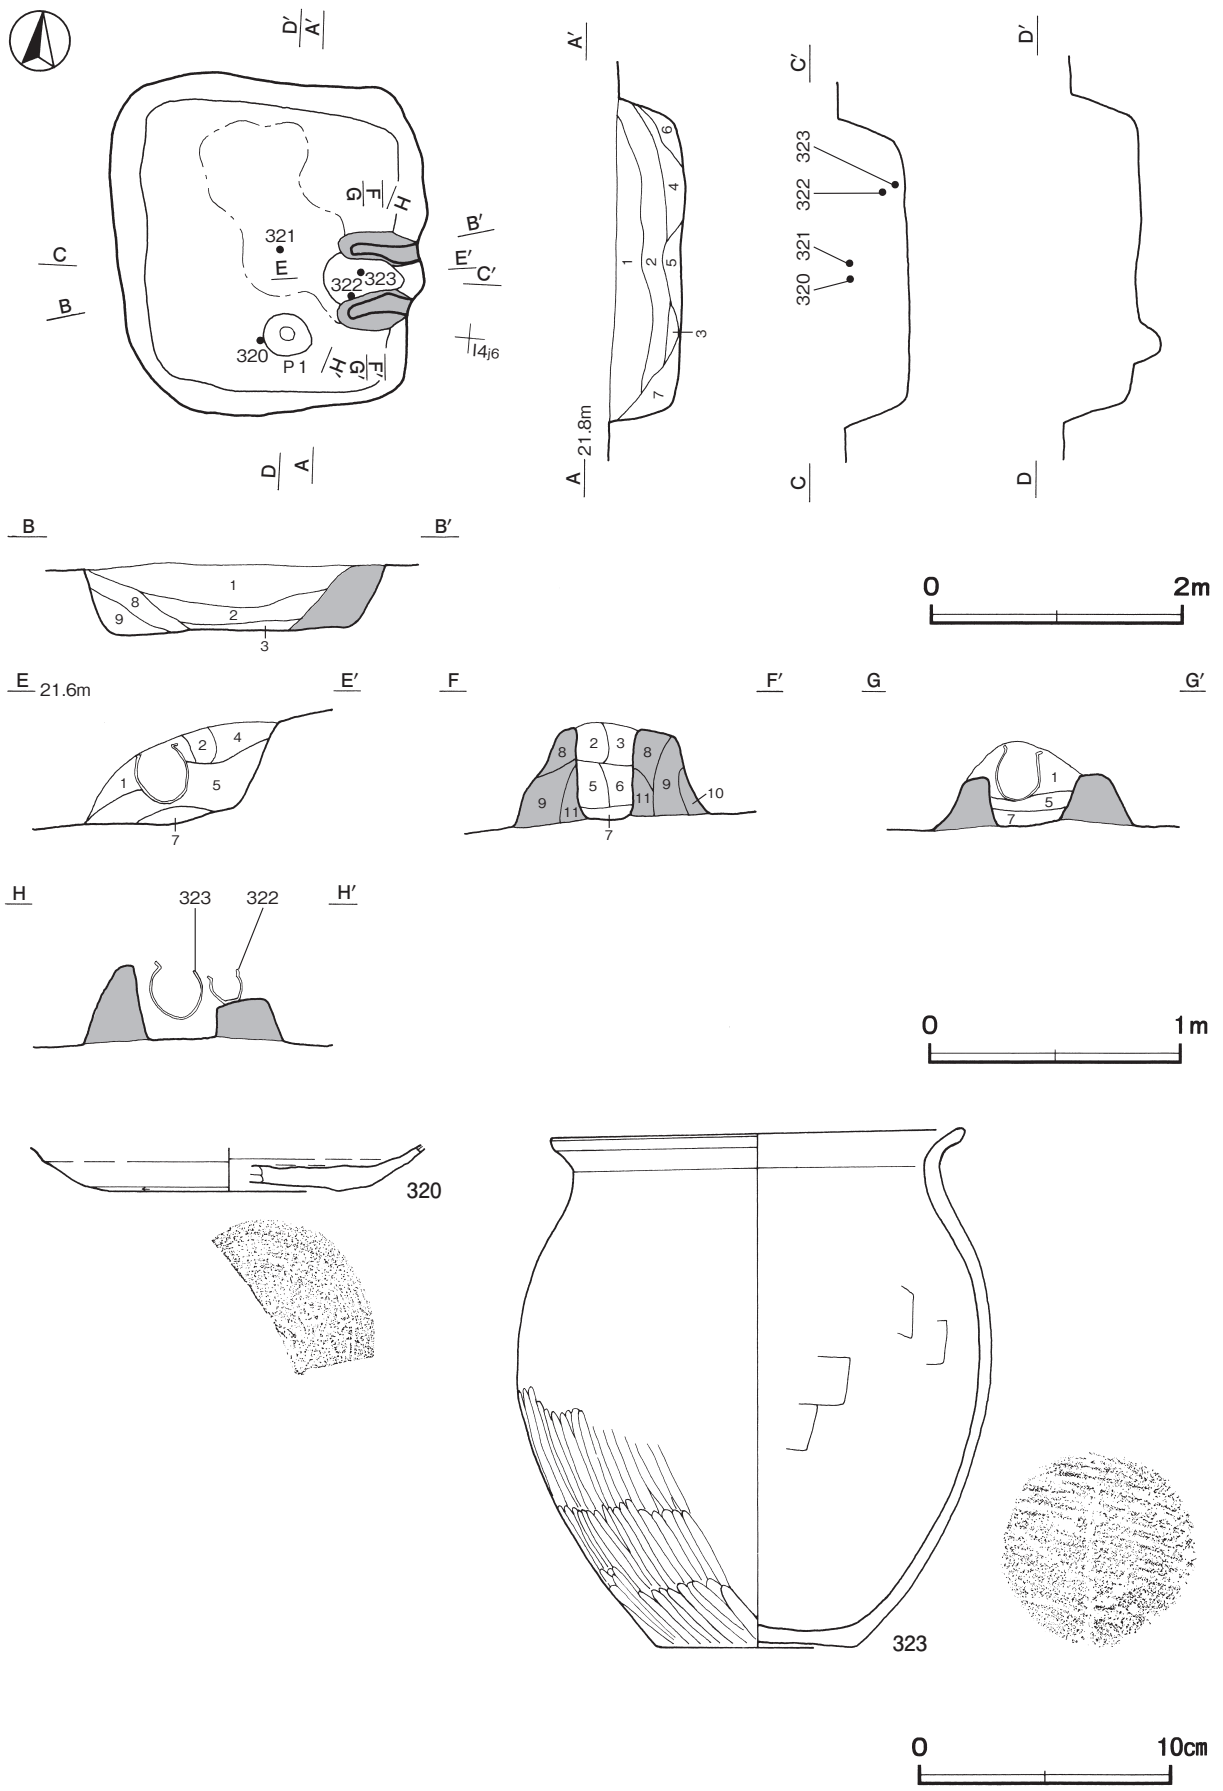 D′ A′
C
B
321
E
322 323
320
P 1
G F H
H′ G′ F′
B′
E′
C′
I4j6
D A
A′
6
4
1 2 5
3
7
A 21.8m
C′
323
322
321
320
C
D′
D
B B′
1
8
2
9
3
0 2m
E 21.6m E′
2 4
1 5
7
F F′
8 2 3 8
9 11 5 6 11 9 10
7
G G′
1
5
7
H 323 322 H′
0 1m
320
323
0 10cm